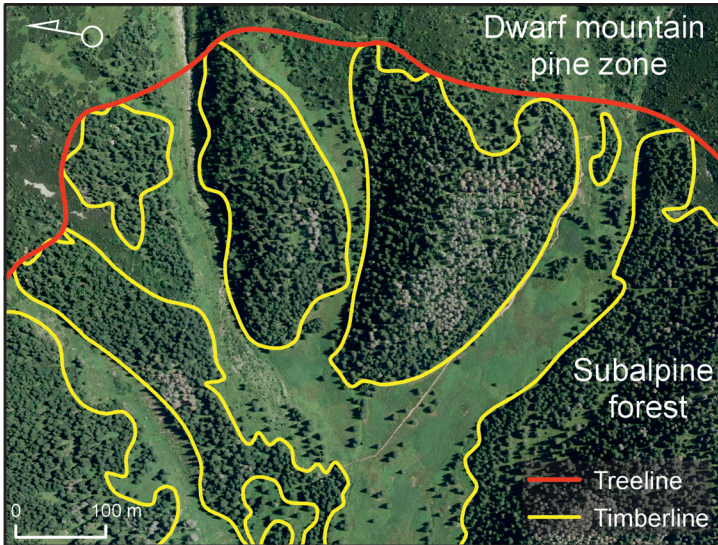 Dwarf mountain
pine zone
Subalpine
forest
Treeline
Timberline
0 100 m